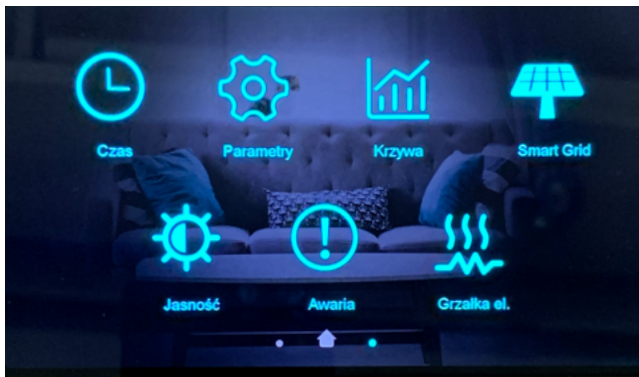 Czas
Parametry
Krzywa
Smart Grid
Jasność
Awaria
Grzałka el.